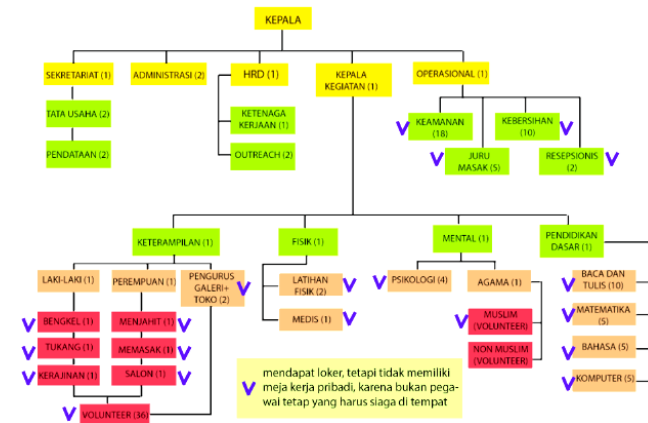 KEPALA
SEKRETARIAT (1)
ADMINISTRASI (2)
HRD (1)
KEPALA
KEGIATAN (1)
OPERASIONAL (1)
TATA USAHA (2)
PENDATAAN (2)
KETENAGA
KERJAAN (1)
OUTREACH (2)
KEAMANAN
(18)
KEBERSIHAN
(10)
JURU
MASAK (5)
RESEPSIONIS
(2)
KETERAMPILAN (1)
FISIK (1)
MENTAL (1)
PENDIDIKAN
DASAR (1)
LAKI-LAKI (1)
PEREMPUAN (1)
PENGURUS
GALERI+
TOKO (2)
LATIHAN
FISIK (2)
MEDIS (1)
PSIKOLOGI (4)
AGAMA (1)
BACA DAN
TULIS (10)
MATEMATIKA
(5)
BAHASA (5)
KOMPUTER (5)
BENGKEL (1)
TUKANG (1)
KERAJINAN (1)
MENJAHIT (1)
MEMASAK (1)
SALON (1)
VOLUNTEER (36)
MUSLIM
(VOLUNTEER)
NON MUSLIM
(VOLUNTEER)
mendapat loker, tetapi tidak memiliki
meja kerja pribadi, karena bukan pega-
wai tetap yang harus siaga di tempat